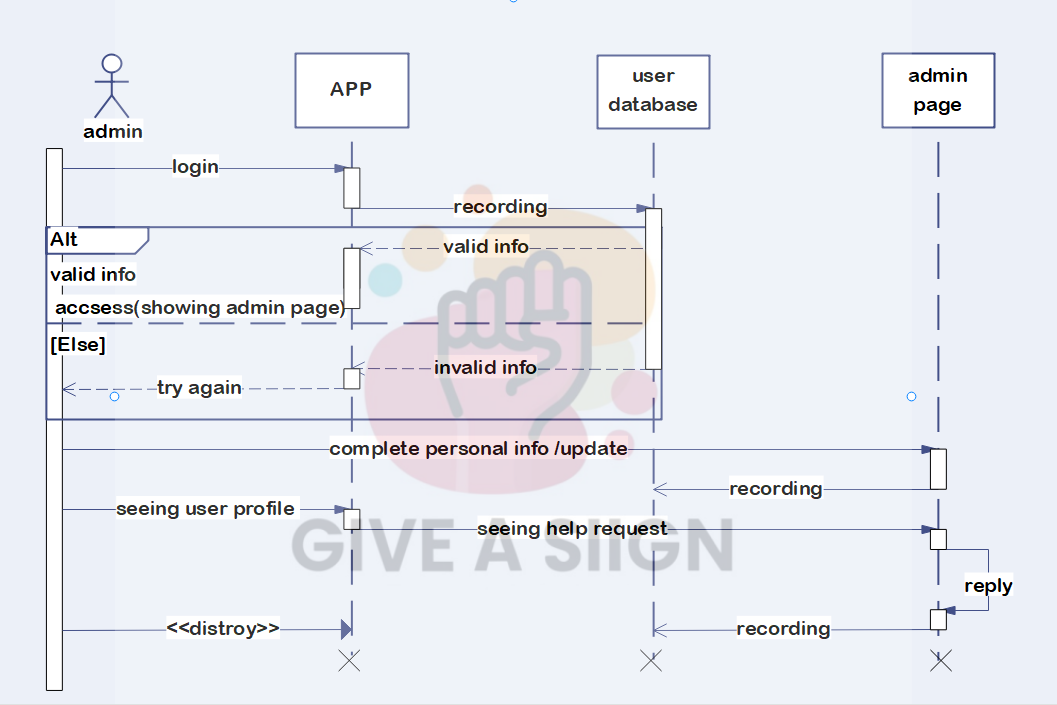 admin
APP
user
database
admin
page
login
recording
Alt
valid info
valid info
accsess(showing admin page)
[Else]
invalid info
try again
complete personal info /update
recording
seeing user profile
seeing help request
GIVE A SIIGN
reply
<<distroy>>
recording